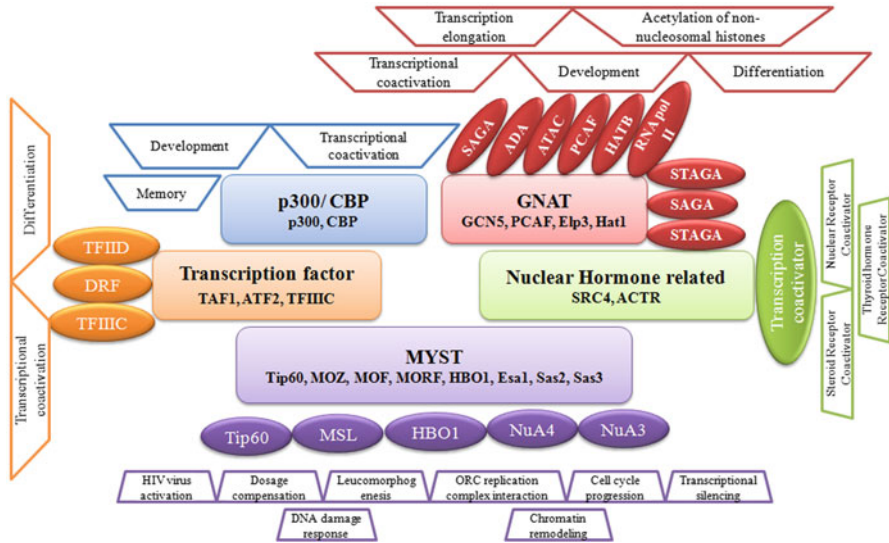 Transcription
elongation
Acetylation of non-
nucleosomal histones
Transcriptional
coactivation
Development
Differentiation
SAGA
ADA
ATAC
PCAF
HATB
RNA pol
II
Development
Transcriptional
coactivation
Memory
p300/ CBP
p300, CBP
GNAT
GCN5, PCAF, Elp3, Hat1
STAGA
SAGA
STAGA
Differentiation
Transcriptional
coactivation
TFIID
DRF
TFIIIC
Transcription factor
TAF1, ATF2, TFIIIC
Nuclear Hormone related
SRC4, ACTR
Transcription
coactivator
Nuclear Receptor
Coactivator
Steroid Receptor
Coactivator
Thyroid hormone
Receptor Coactivator
MYST
Tip60, MOZ, MOF, MORF, HBO1, Esa1, Sas2, Sas3
Tip60
MSL
HBO1
NuA4
NuA3
HIV virus
activation
Dosage
compensation
Leucomorphog
enesis
ORC replication
complex interaction
Cell cycle
progression
Transcriptional
silencing
DNA damage
response
Chromatin
remodeling